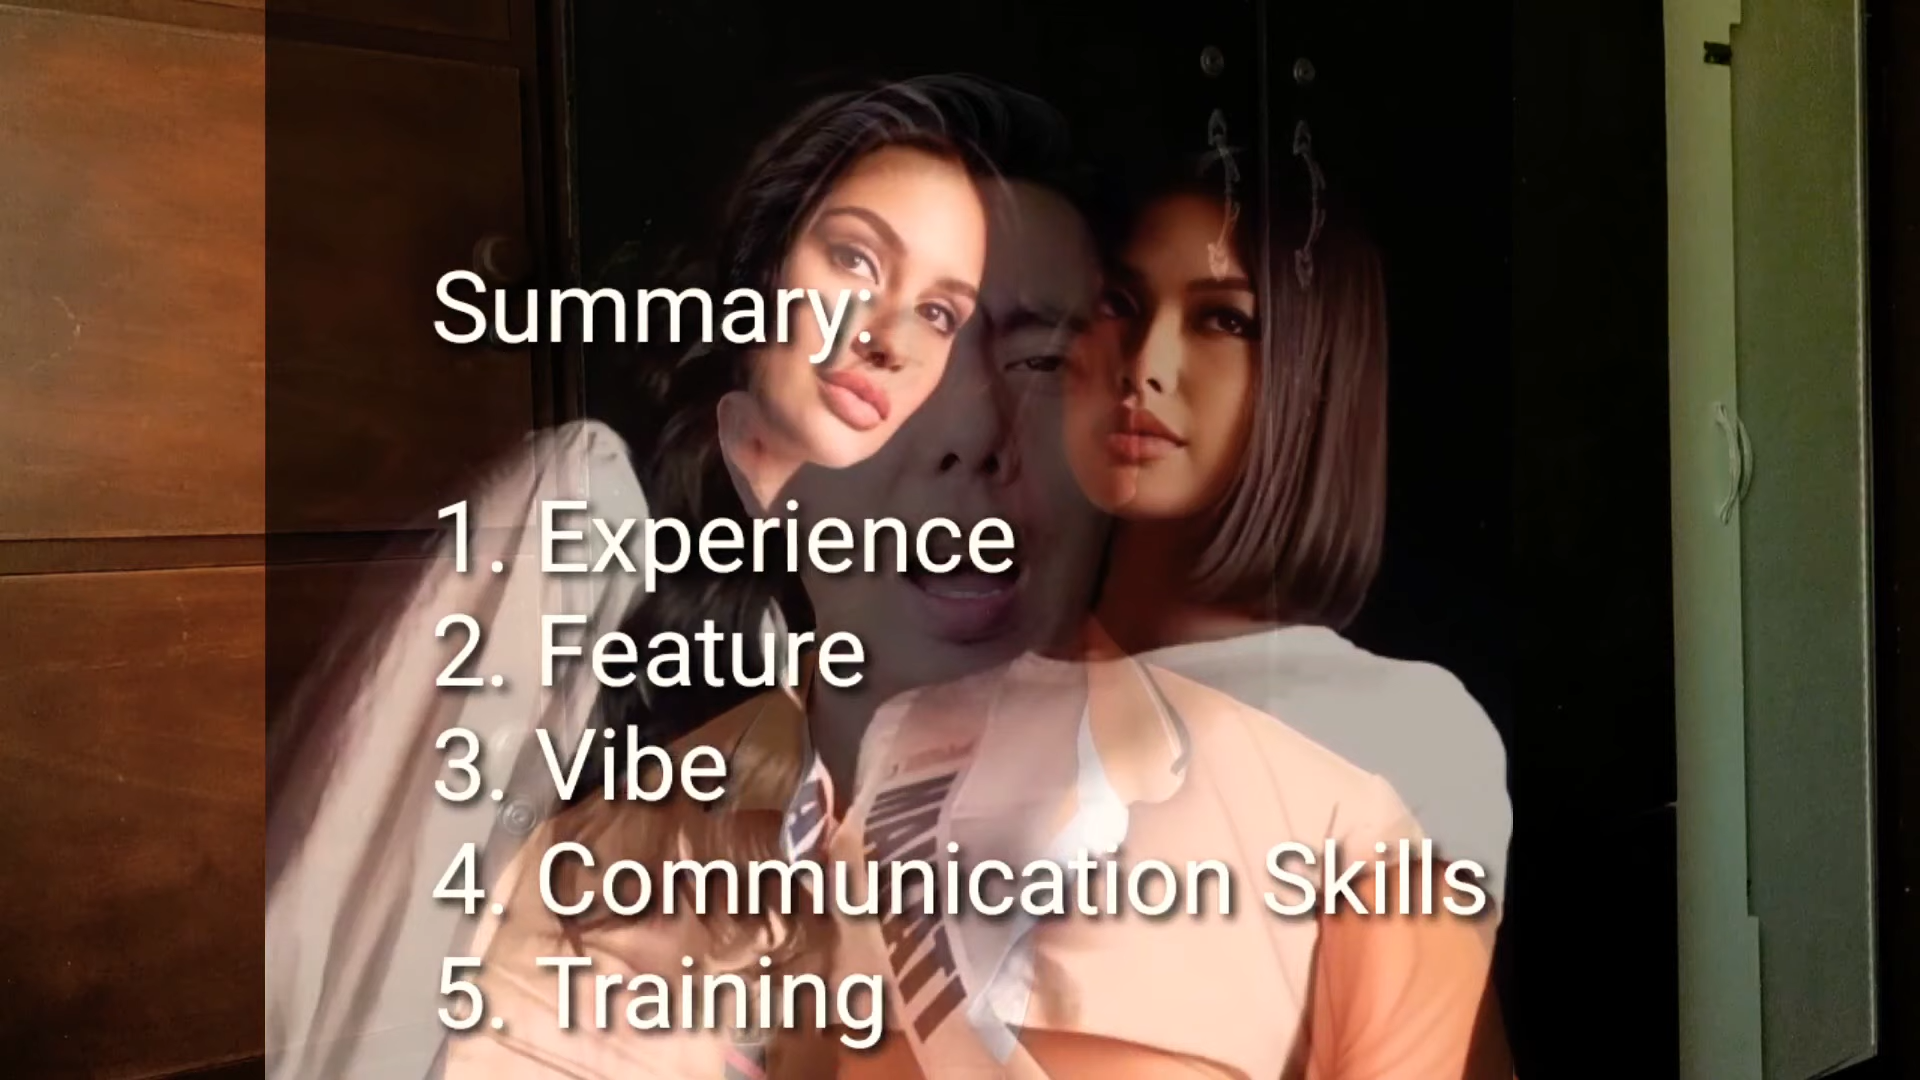 Summary:
1. Experience
2. Feature
3. Vibe
4. Communication Skills
5. Training